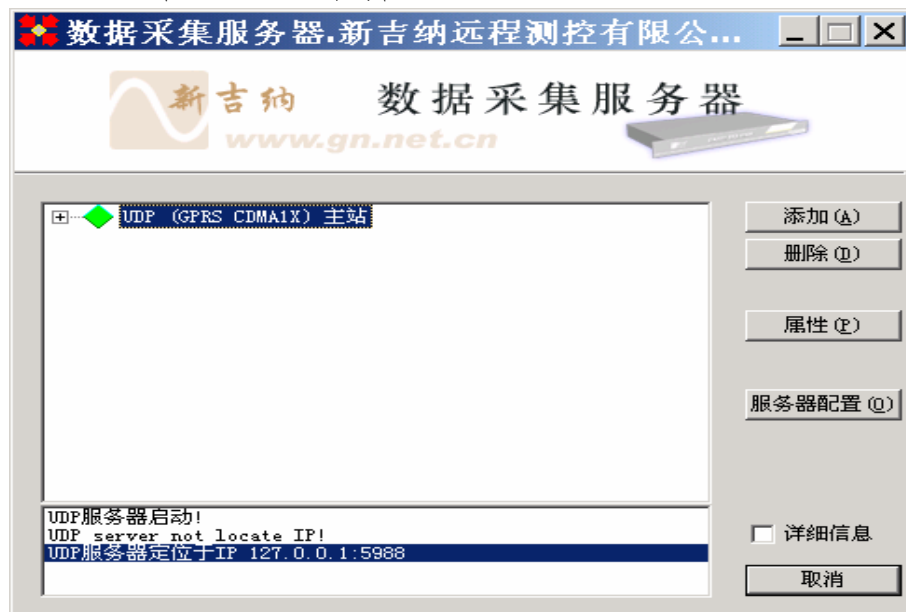 数据采集服务器.新吉纳远程测控有限公...
新吉纳
数据采集服务器
www.gn.net.cn
UDP (GPRS CDMA1X) 主站
添加(A)
删除(D)
属性(P)
服务器配置(O)
UDP服务器启动!
UDP server not locate IP!
UDP服务器定位于IP 127.0.0.1:5988
详细信息
取消